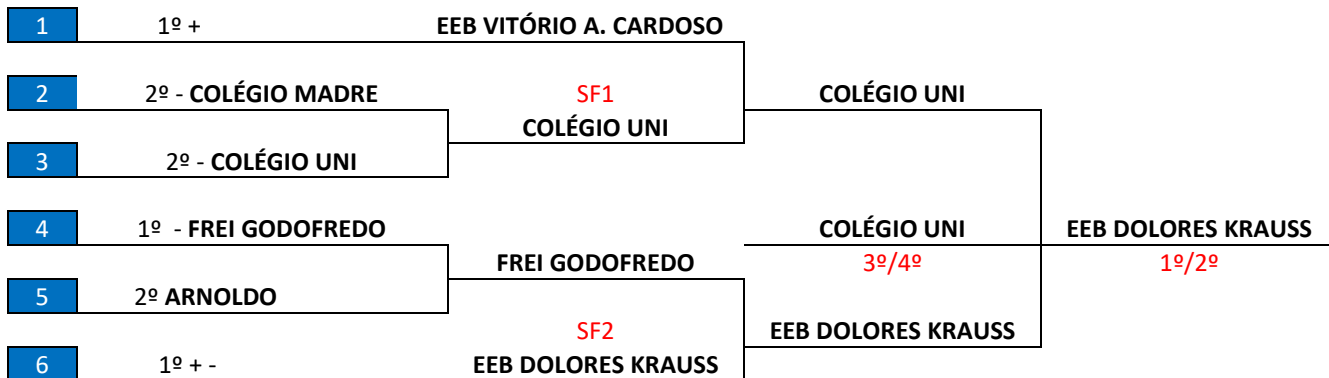 1 1º + EEB VITÓRIO A. CARDOSO
2 2º - COLÉGIO MADRE SF1 COLÉGIO UNI
COLÉGIO UNI
3 2º - COLÉGIO UNI
4 1º - FREI GODOFREDO COLÉGIO UNI EEB DOLORES KRAUSS
FREI GODOFREDO 3º/4º 1º/2º
5 2º ARNOLDO
SF2 EEB DOLORES KRAUSS
6 1º + - EEB DOLORES KRAUSS